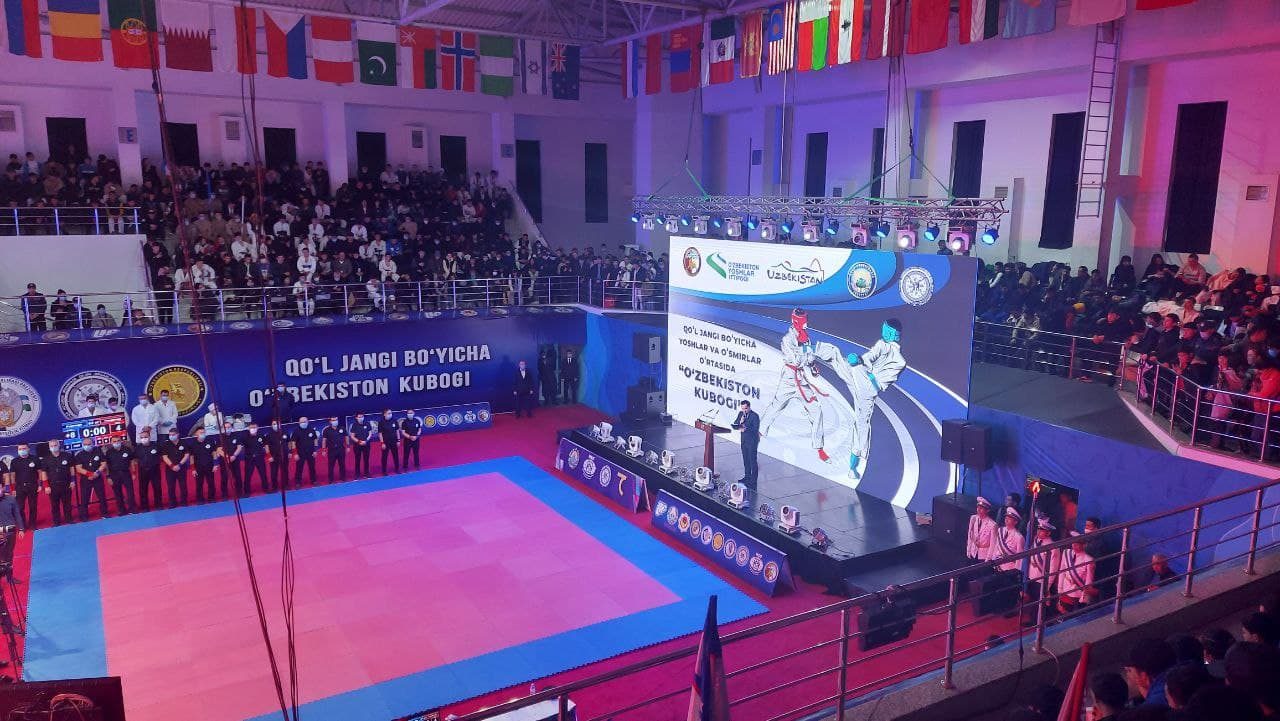 O'ZBEKISTON
YOSHLAR
ITTIFOQI
UZBEKISTAN
QO'L JANGI BO'YICHA
YOSHLAR VA O'SMIRLAR
O'RTASIDA
"O'ZBEKISTON
KUBOGI"
QO'L JANGI BO'YICHA
O'ZBEKISTON KUBOGI
0:00
E